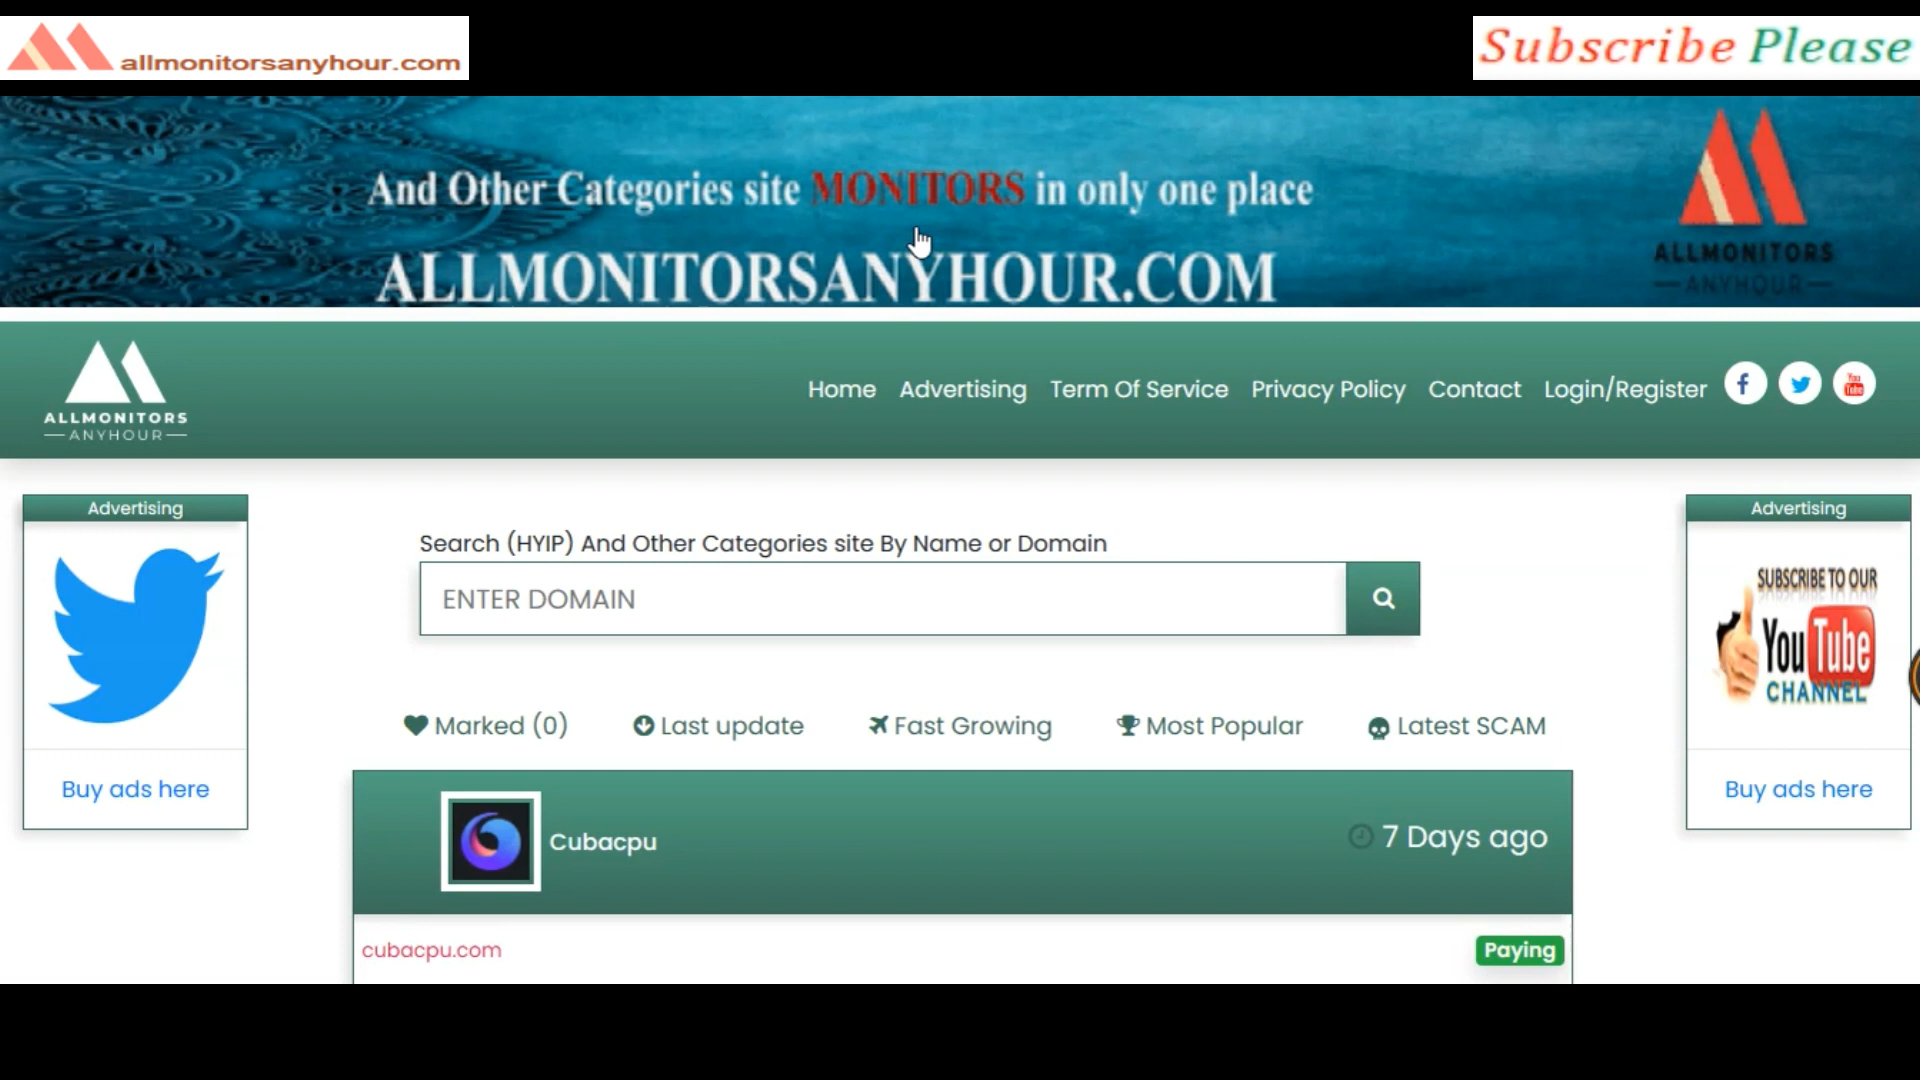 allmonitorsanyhour.com
Subscribe Please
And Other Categories site MONITORS in only one place
ALLMONITORSANYHOUR.COM
ALLMONITORS
ANYHOUR
ALLMONITORS
ANYHOUR
Home Advertising Term Of Service Privacy Policy Contact Login/Register
You Tube
Advertising
Buy ads here
Search (HYIP) And Other Categories site By Name or Domain
ENTER DOMAIN
Marked (0) Last update Fast Growing Most Popular Latest SCAM
Cubacpu
7 Days ago
cubacpu.com
Paying
Advertising
SUBSCRIBE TO OUR
YouTube
CHANNEL
Buy ads here